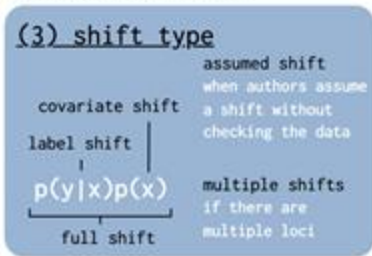 (3) shift type
assumed shift
when authors assume
a shift without
checking the data
covariate shift
label shift
p(y|x)p(x)
full shift
multiple shifts
if there are
multiple loci